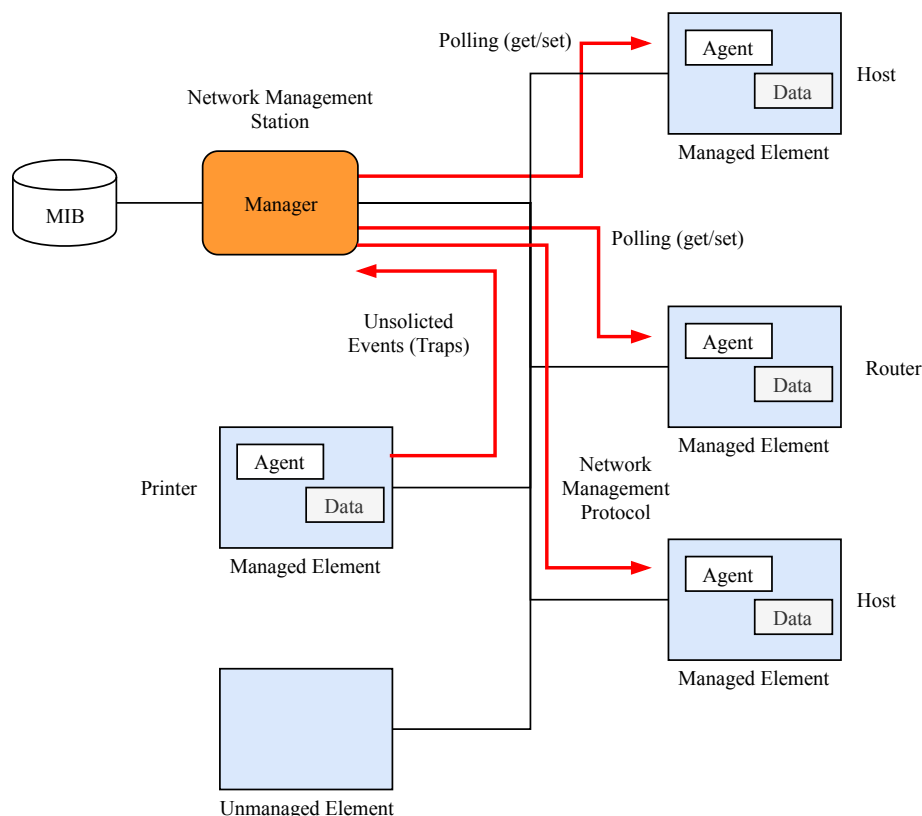 Polling (get/set)
Agent
Data
Host
Managed Element
Network Management
Station
MIB
Manager
Polling (get/set)
Unsolicted
Events (Traps)
Agent
Data
Router
Managed Element
Printer
Agent
Data
Managed Element
Network
Management
Protocol
Agent
Data
Host
Managed Element
Unmanaged Element